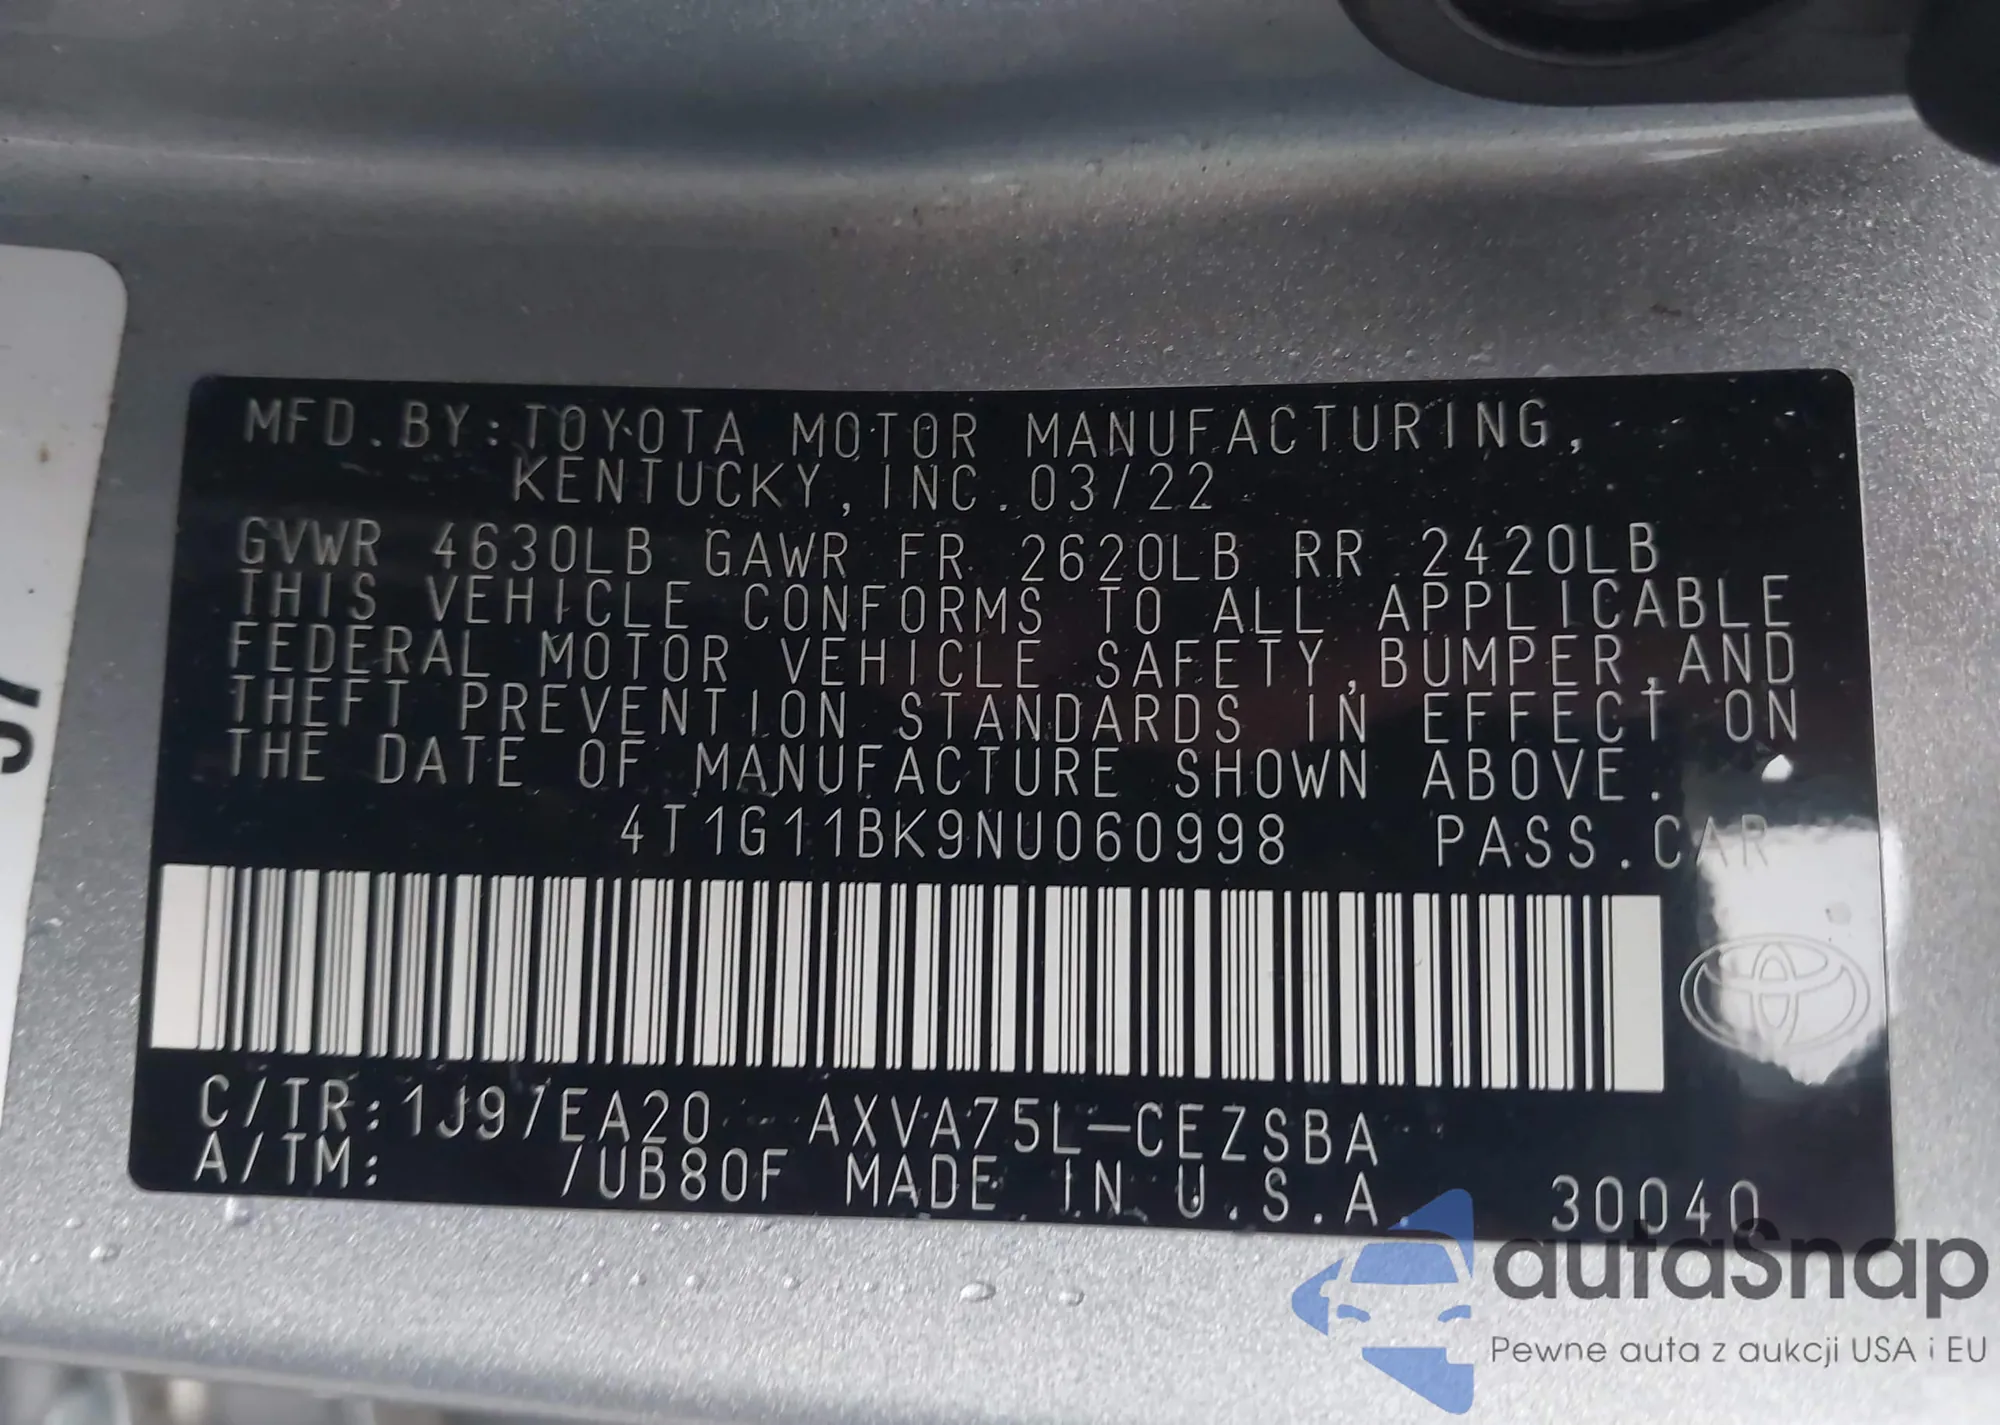 MFD.BY:TOYOTA MOTOR MANUFACTURING,
KENTUCKY, INC. 03/22
GVWR 4630LB GAWR FR 2620LB RR 2420LB
THIS VEHICLE CONFORMS TO ALL APPLICABLE
FEDERAL MOTOR VEHICLE SAFETY,BUMPER,AND
THEFT PREVENTION STANDARDS IN EFFECT ON
THE DATE OF MANUFACTURE SHOWN ABOVE.
4T1G11BK9NU060998 PASS.CAR
C/TR:1J9/EA20 AXVA75L-CEZSBA
A/TM: /UB80F MADE IN U.S.A. 30040
autaSnap
Pewne auta z aukcji USA i EU